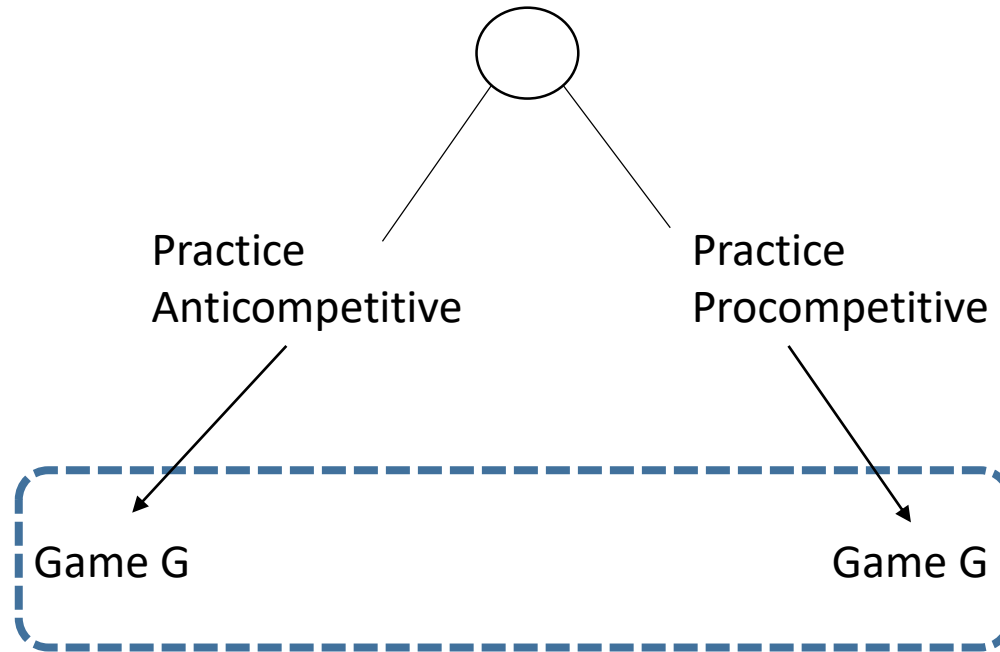 Practice
Anticompetitive
Practice
Procompetitive
Game G
Game G